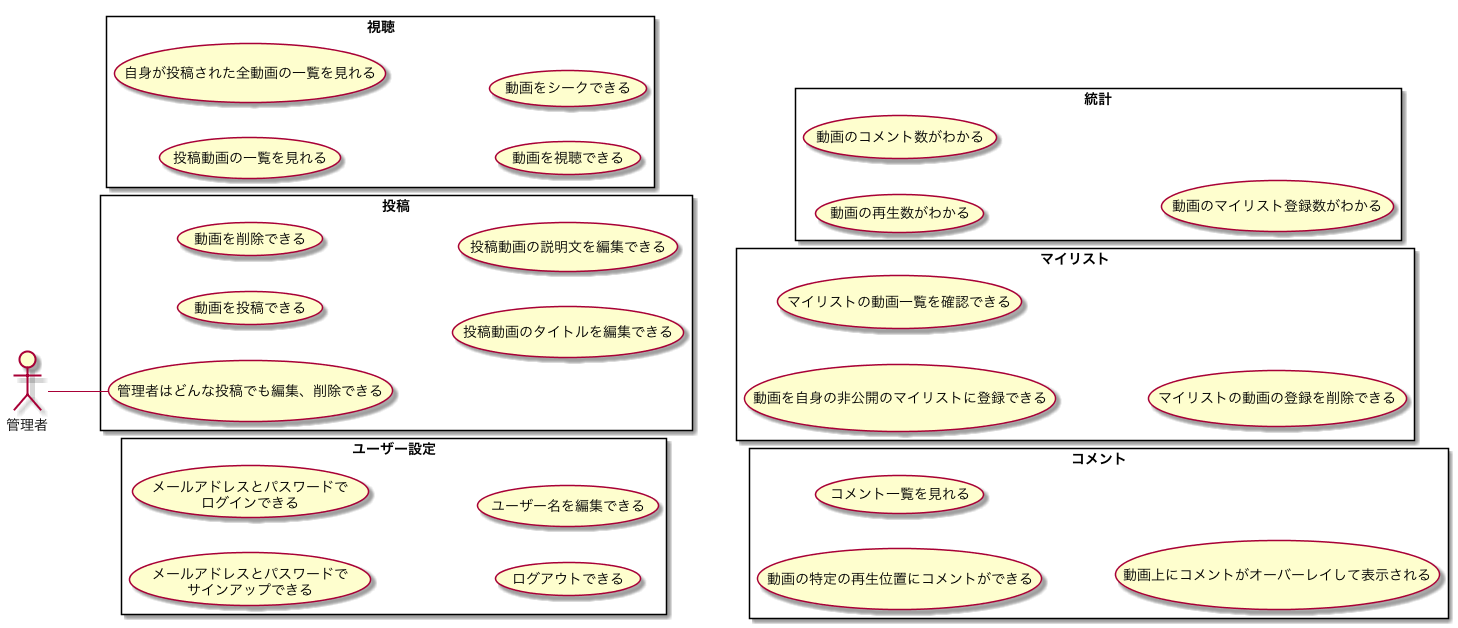 視聴
自身が投稿された全動画の一覧を見れる
動画をシークできる
投稿動画の一覧を見れる
動画を視聴できる
投稿
動画を削除できる
投稿動画の説明文を編集できる
動画を投稿できる
投稿動画のタイトルを編集できる
管理者はどんな投稿でも編集、削除できる
管理者
ユーザー設定
メールアドレスとパスワードで
ログインできる
ユーザー名を編集できる
メールアドレスとパスワードで
サインアップできる
ログアウトできる
統計
動画のコメント数がわかる
動画の再生数がわかる
動画のマイリスト登録数がわかる
マイリスト
マイリストの動画一覧を確認できる
動画を自身の非公開のマイリストに登録できる
マイリストの動画の登録を削除できる
コメント
コメント一覧を見れる
動画の特定の再生位置にコメントができる
動画上にコメントがオーバーレイして表示される